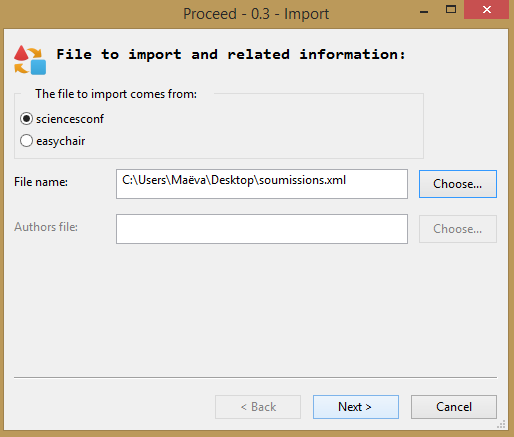 Proceed - 0.3 - Import
File to import and related information:
The file to import comes from:
sciencesconf
easychair
File name:
C:\Users\Maëva\Desktop\soumissions.xml
Choose...
Authors file:
Choose...
< Back
Next >
Cancel